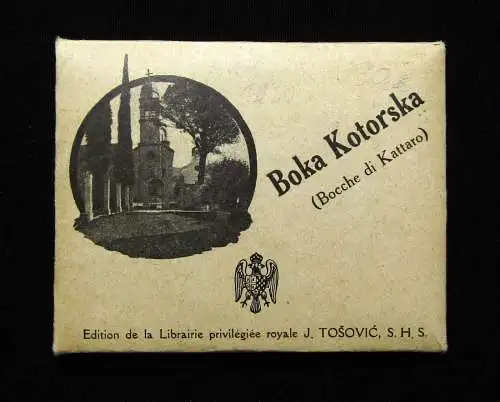 Boka Kotorska
(Bocche di Kattaro)
Edition de la Librairie privilégiée royale J. TOŠOVIĆ, S. H. S.